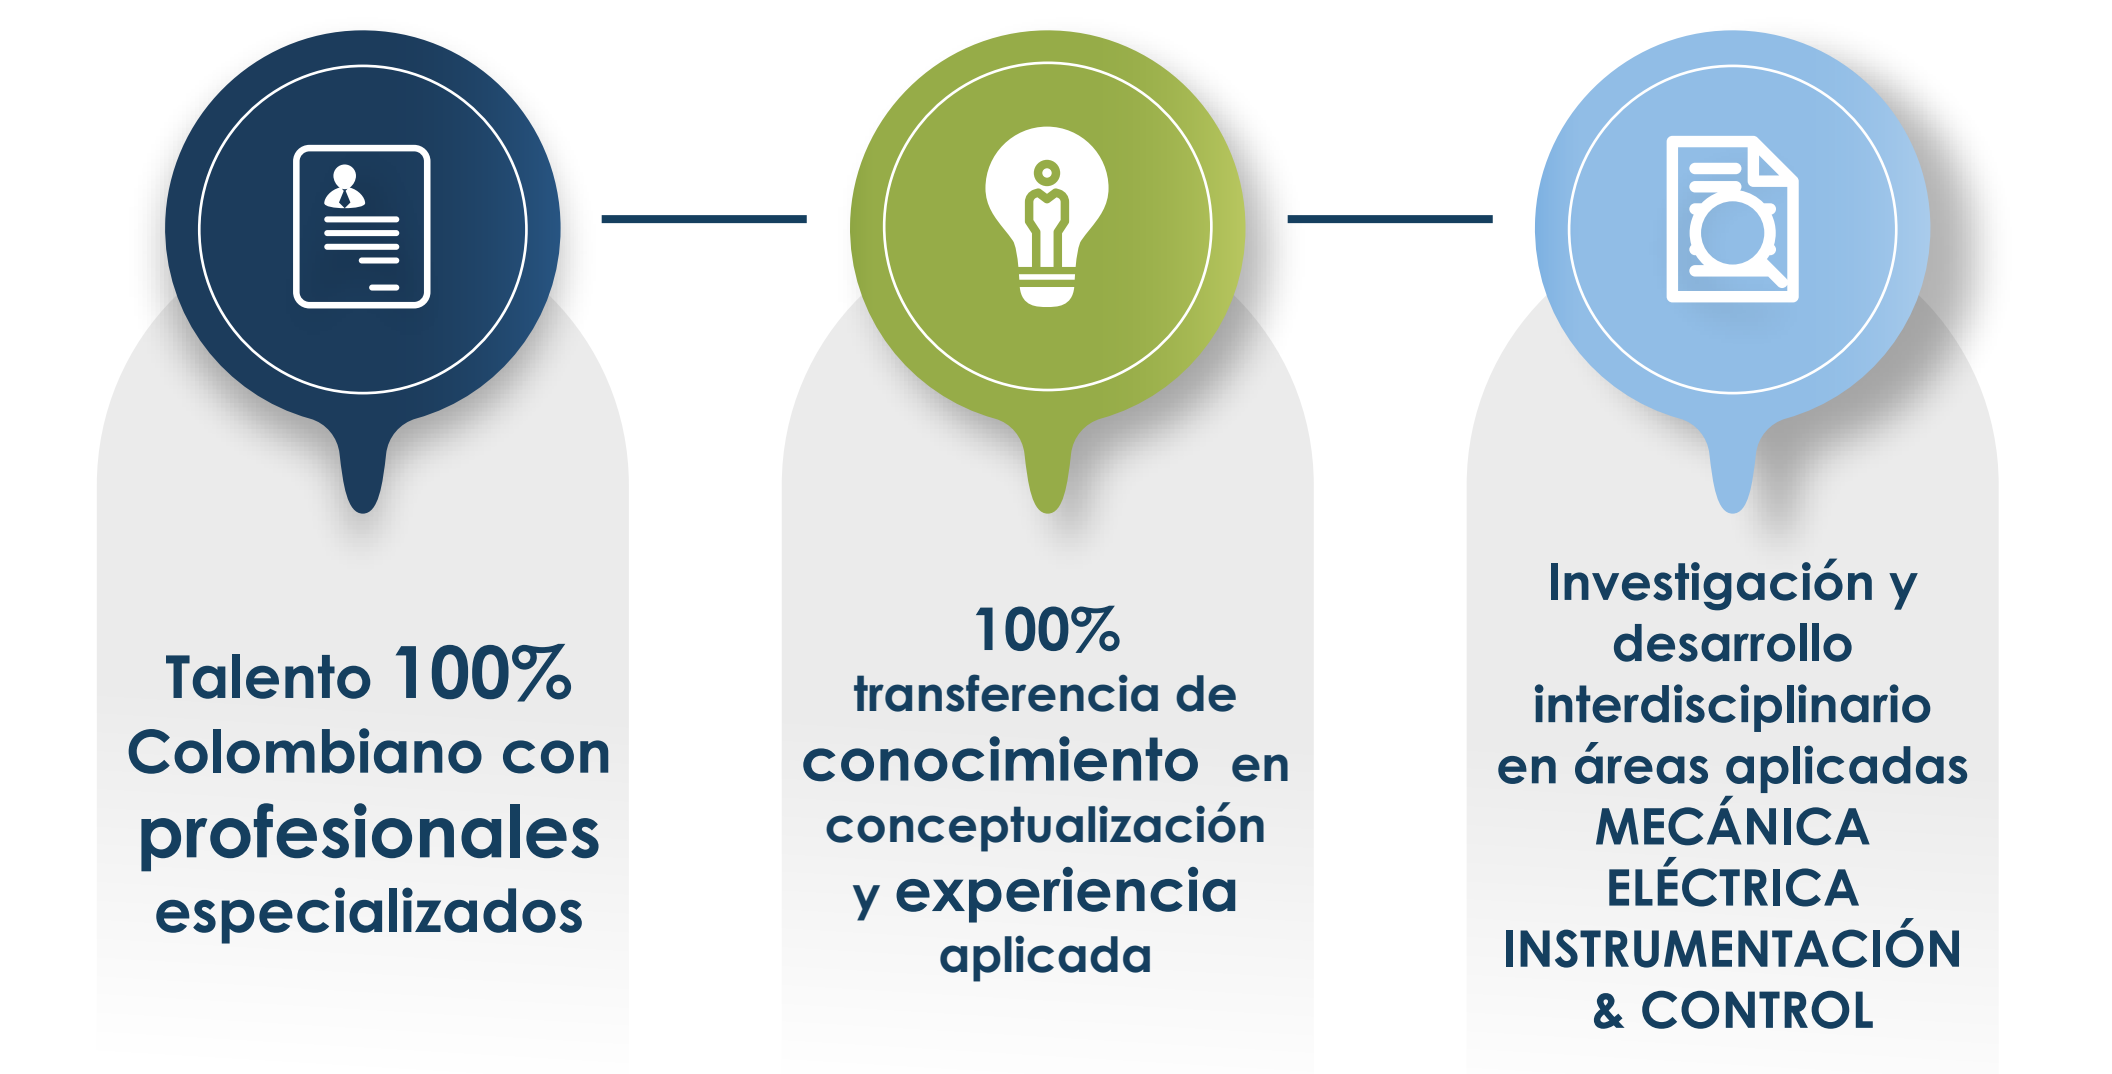 Talento 100%
Colombiano con
profesionales
especializados
100%
transferencia de
conocimiento en
conceptualización
y experiencia
aplicada
Investigación y
desarrollo
interdisciplinario
en áreas aplicadas
MECÁNICA
ELÉCTRICA
INSTRUMENTACIÓN
& CONTROL